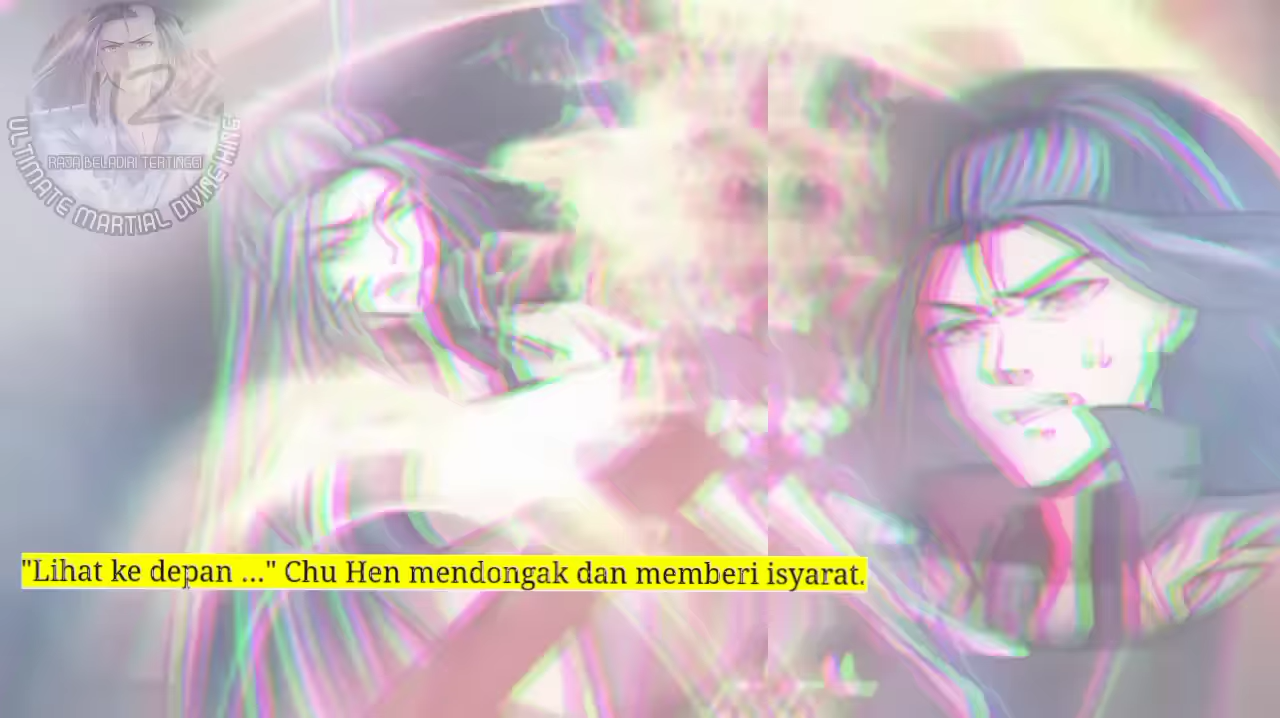 RAJA BELADIRI TERTINGGI
ULTIMATE MARTIAL DIVINE KING
"Lihat ke depan ..." Chu Hen mendongak dan memberi isyarat.